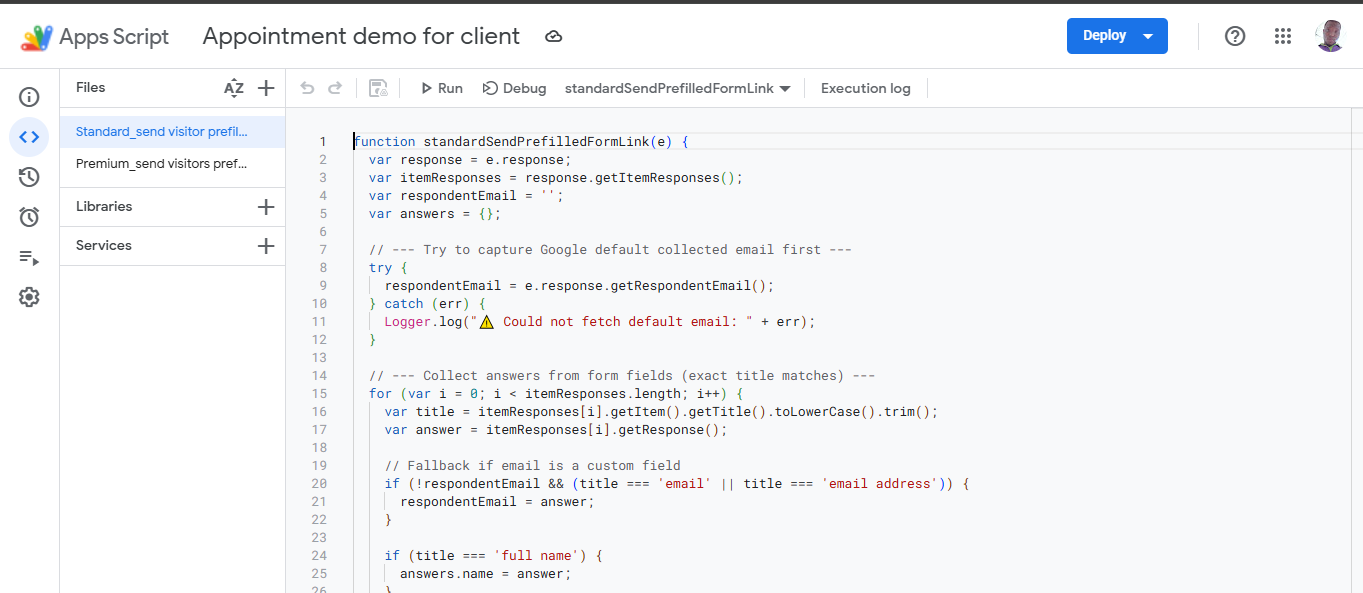 Apps Script Appointment demo for client Deploy
Files AZ Run Debug standardSendPrefilledFormLink Execution log
Standard_send visitor prefil...
Premium_send visitors pref...
Libraries
Services
1 function standardSendPrefilledFormLink(e) {
2 var response = e.response;
3 var itemResponses = response.getItemResponses();
4 var respondentEmail = '';
5 var answers = {};
6
7 // --- Try to capture Google default collected email first ---
8 try {
9 respondentEmail = e.response.getRespondentEmail();
10 } catch (err) {
11 Logger.log("⚠️ Could not fetch default email: " + err);
12 }
13
14 // --- Collect answers from form fields (exact title matches) ---
15 for (var i = 0; i < itemResponses.length; i++) {
16 var title = itemResponses[i].getItem().getTitle().toLowerCase().trim();
17 var answer = itemResponses[i].getResponse();
18
19 // Fallback if email is a custom field
20 if (!respondentEmail && (title === 'email' || title === 'email address')) {
21 respondentEmail = answer;
22 }
23
24 if (title === 'full name') {
25 answers.name = answer;
26 }